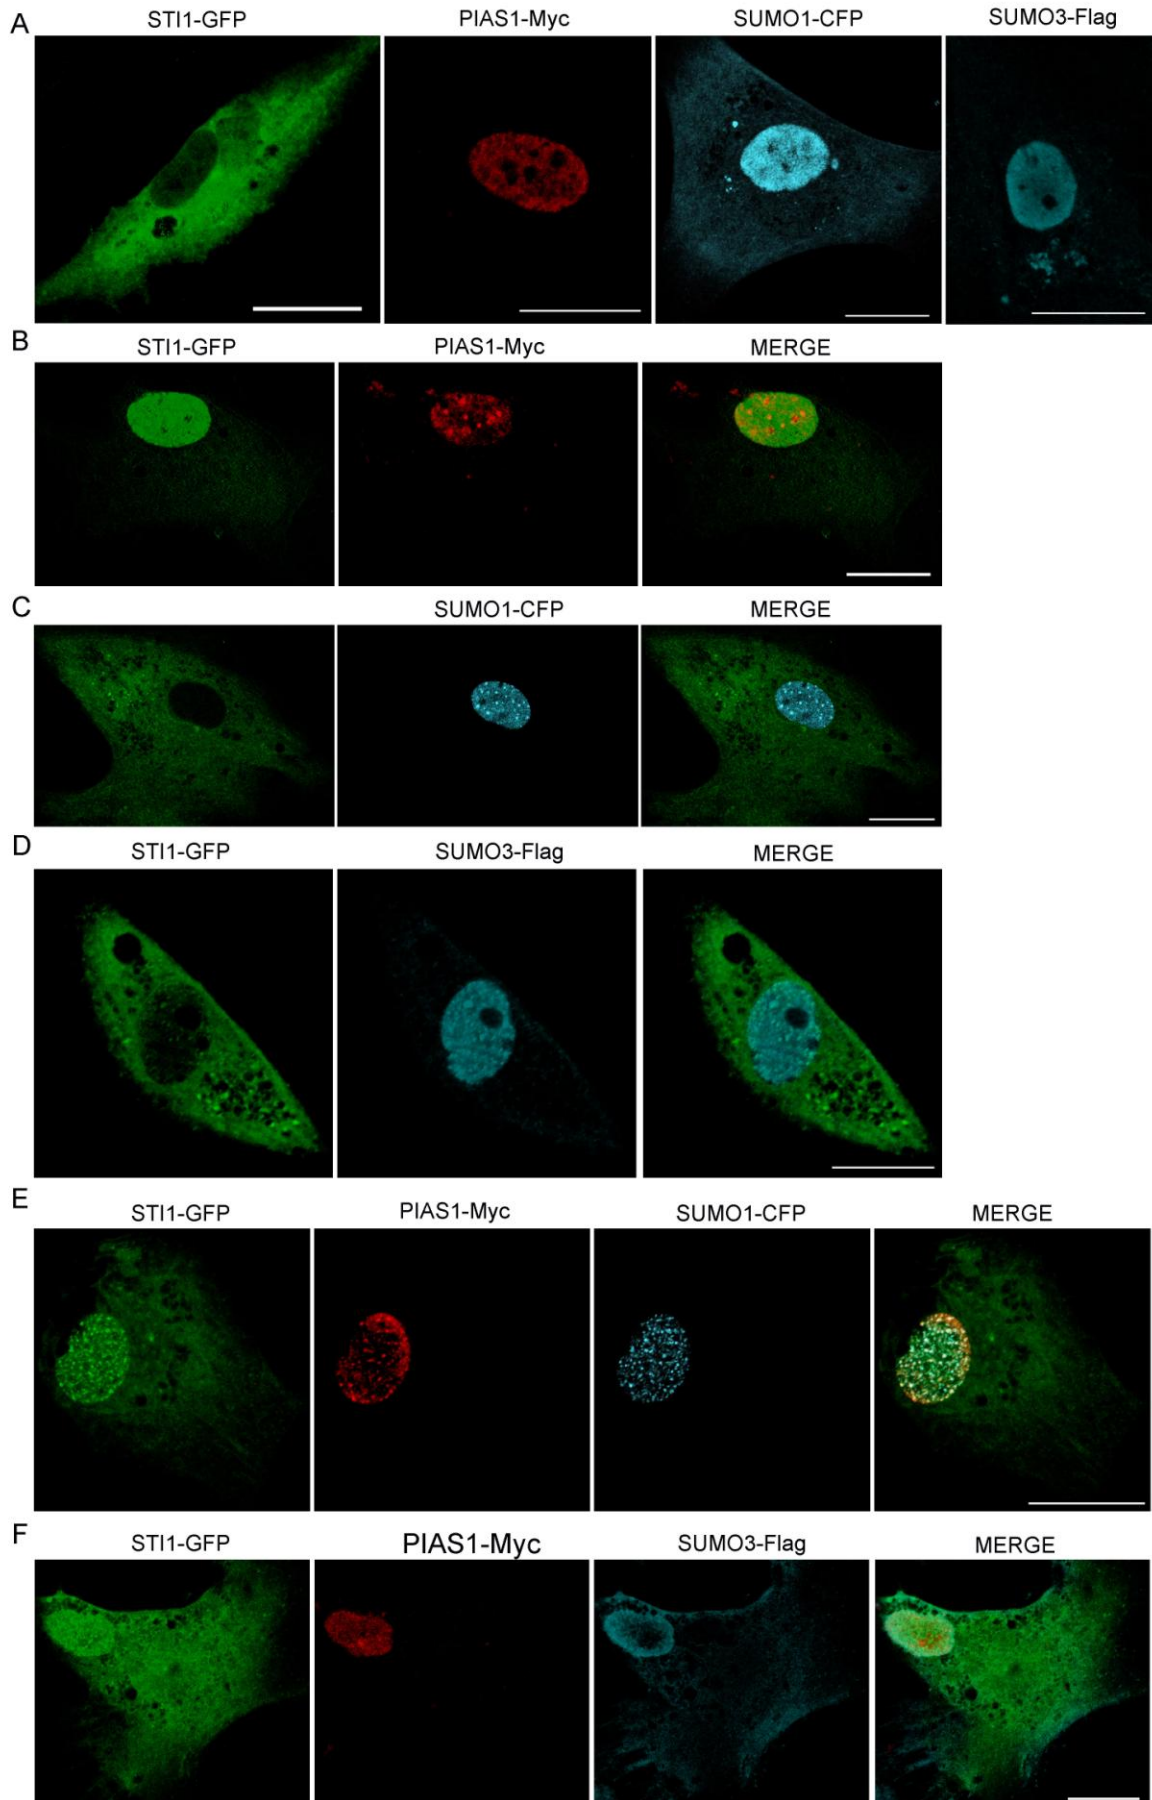 A
STI1-GFP PIAS1-Myc SUMO1-CFP SUMO3-Flag
B
STI1-GFP PIAS1-Myc MERGE
C
SUMO1-CFP MERGE
D
STI1-GFP SUMO3-Flag MERGE
E
STI1-GFP PIAS1-Myc SUMO1-CFP MERGE
F
STI1-GFP PIAS1-Myc SUMO3-Flag MERGE